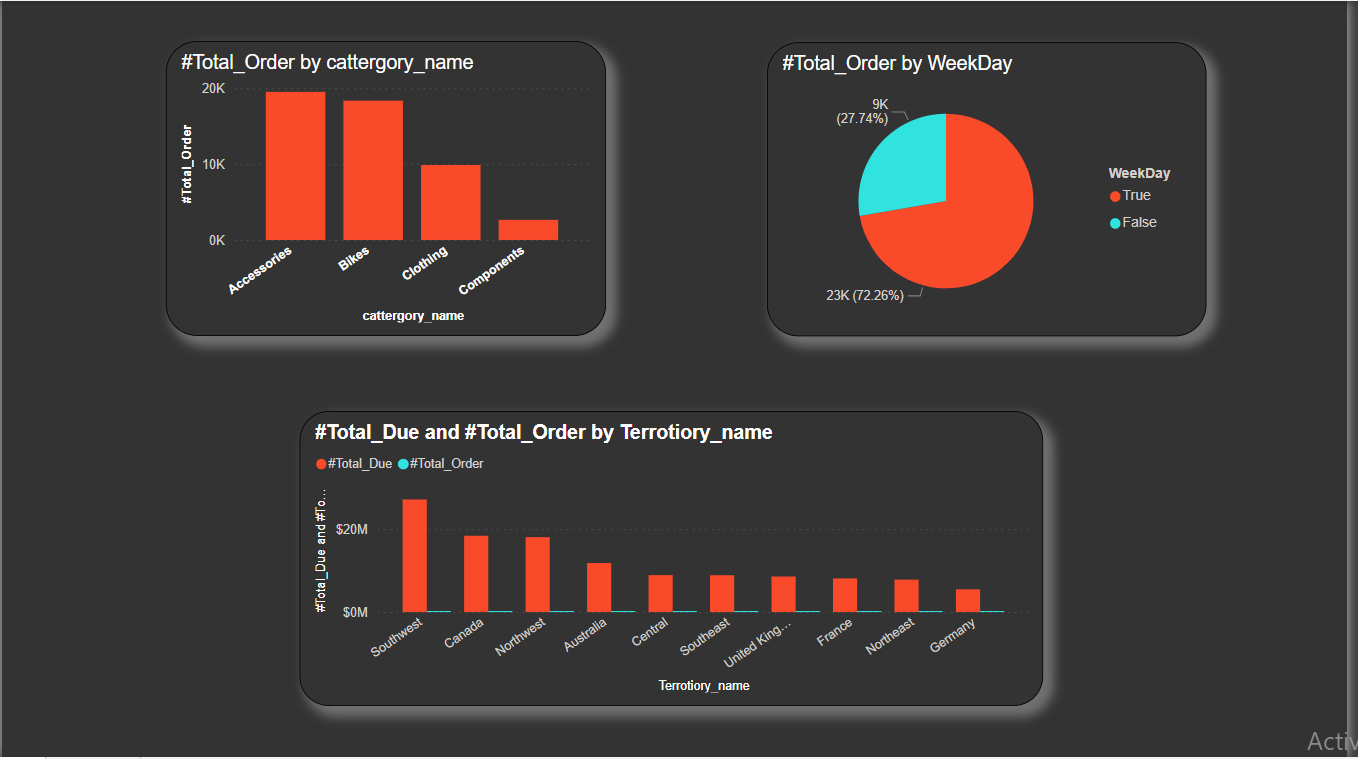 #Total_Order by cattergory_name
20K
10K
0K
#Total_Order
Accessories
Bikes
Clothing
Components
cattergory_name
#Total_Order by WeekDay
9K
(27.74%)
23K (72.26%)
WeekDay
True
False
#Total_Due and #Total_Order by Terrotiory_name
#Total_Due #Total_Order
#Total_Due and #To...
$20M
$0M
Southwest
Canada
Northwest
Australia
Central
Southeast
United King...
France
Northeast
Germany
Terrotiory_name
Activ